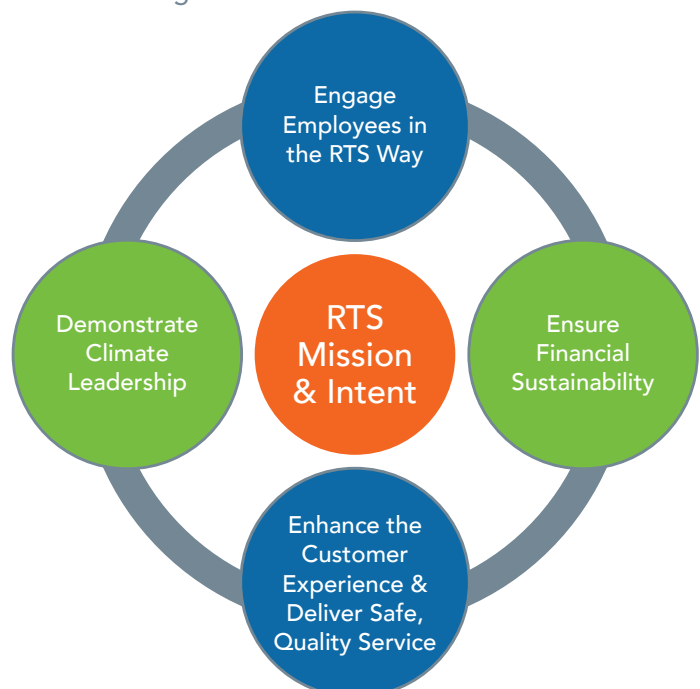 Engage
Employees in
the RTS Way
Demonstrate
Climate
Leadership
RTS
Mission
& Intent
Ensure
Financial
Sustainability
Enhance the
Customer
Experience &
Deliver Safe,
Quality Service